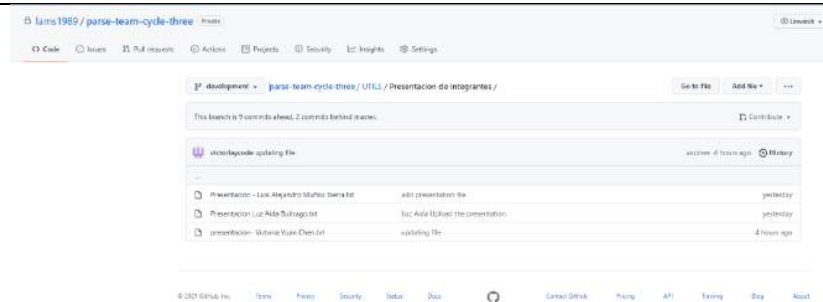 lams1989 / parse-team-cycle-three Private
Unwatch
Code Issues Pull requests Actions Projects Security Insights Settings
development parse-team-cycle-three / UTILS / Presentacion de integrantes /
Go to file Add file
This branch is 9 commits ahead, 2 commits behind master.
Contribute
victoriaycode updating file
4 hours ago History
Presentacion - Luis Alejandro Muñoz Sierra.txt add presentation file yesterday
Presentacion Luz Aida Buitrago.txt Luz Aida Upload the presentation yesterday
presentacion- Victoria Yuan Chen.txt updating file 4 hours ago
© 2021 GitHub, Inc. Terms Privacy Security Status Docs Contact GitHub Pricing API Training Blog About